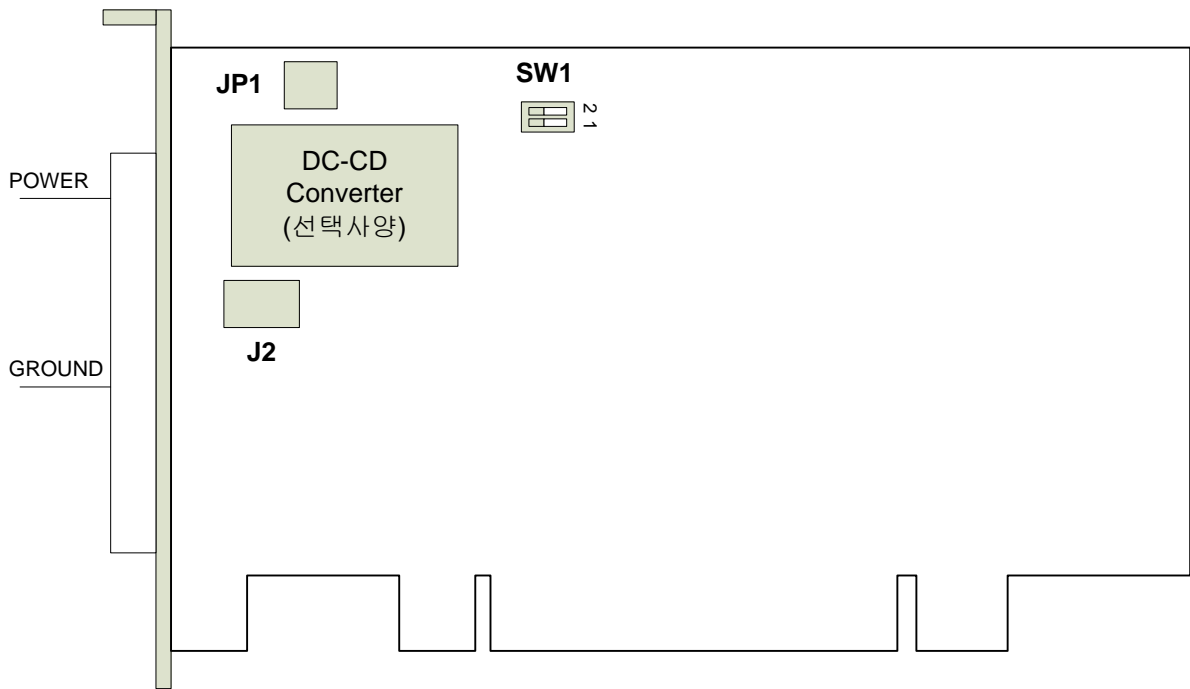 JP1
SW1
2
1
DC-CD
Converter
(선택사양)
POWER
J2
GROUND